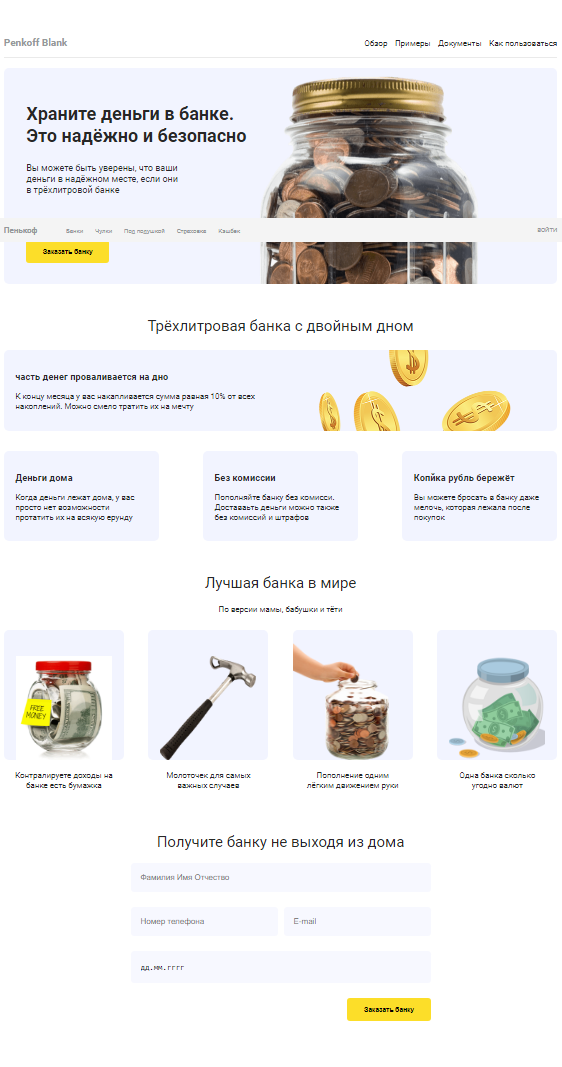 Penkoff Blank
Обзор Примеры Документы Как пользоваться
Храните деньги в банке.
Это надёжно и безопасно
Вы можете быть уверены, что ваши
деньги в надёжном месте, если они
в трёхлитровой банке
Пенькофф Банки Чулки Под подушкой Страховка Кэшбек ВОЙТИ
Заказать банку
Трёхлитровая банка с двойным дном
часть денег проваливается на дно
К концу месяца у вас накапливается сумма равная 10% от всех
накоплений. Можно смело тратить их на мечту
Деньги дома
Когда деньги лежат дома, у вас
просто нет возможности
протатить их на всякую ерунду
Без комиссии
Пополняйте банку без комисси.
Доставаьть деньги можно также
без комиссий и штрафов
Копйка рубль бережёт
Вы можете бросать в банку даже
мелочь, которая лежала после
покупок
Лучшая банка в мире
По версии мамы, бабушки и тёти
FREE
MONEY
Контралируете доходы на
банке есть бумажка
Молоточек для самых
важных случаев
Пополнение одним
лёгким движением руки
Одна банка сколько
угодно валют
Получите банку не выходя из дома
Фамилия Имя Отчество
Номер телефона E-mail
дд.мм.гггг
Заказать банку